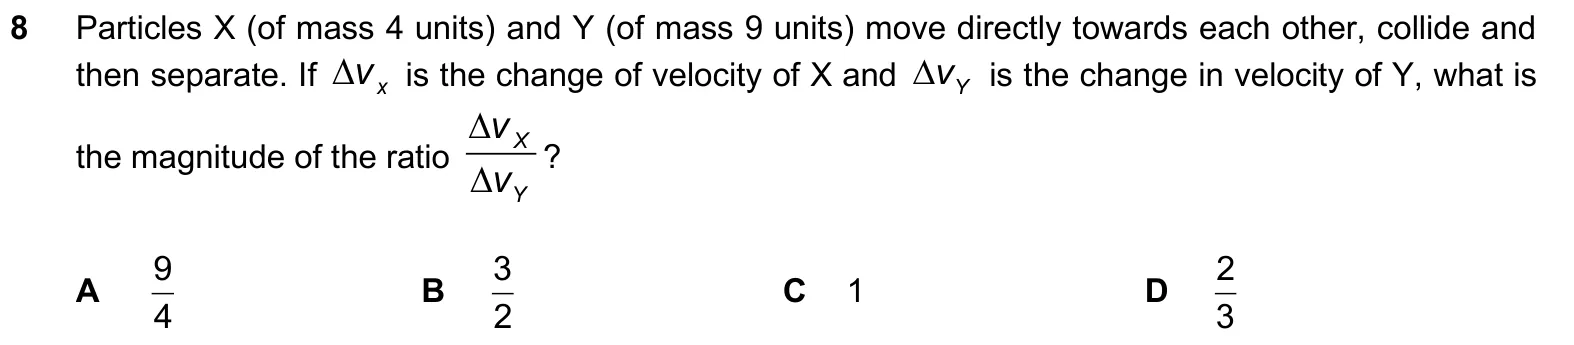 8 Particles X (of mass 4 units) and Y (of mass 9 units) move directly towards each other, collide and
then separate. If Δvₓ is the change of velocity of X and Δv_Y is the change in velocity of Y, what is
the magnitude of the ratio Δv_X/Δv_Y ?
A 9/4 B 3/2 C 1 D 2/3